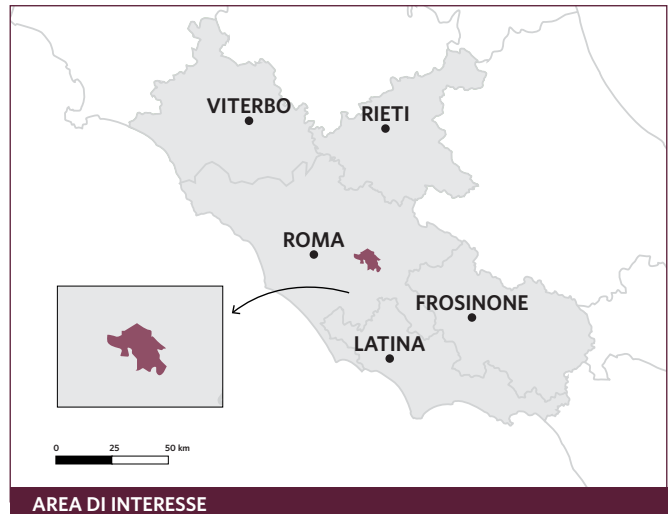 VITERBO
RIETI
ROMA
FROSINONE
LATINA
0 25 50 km
AREA DI INTERESSE